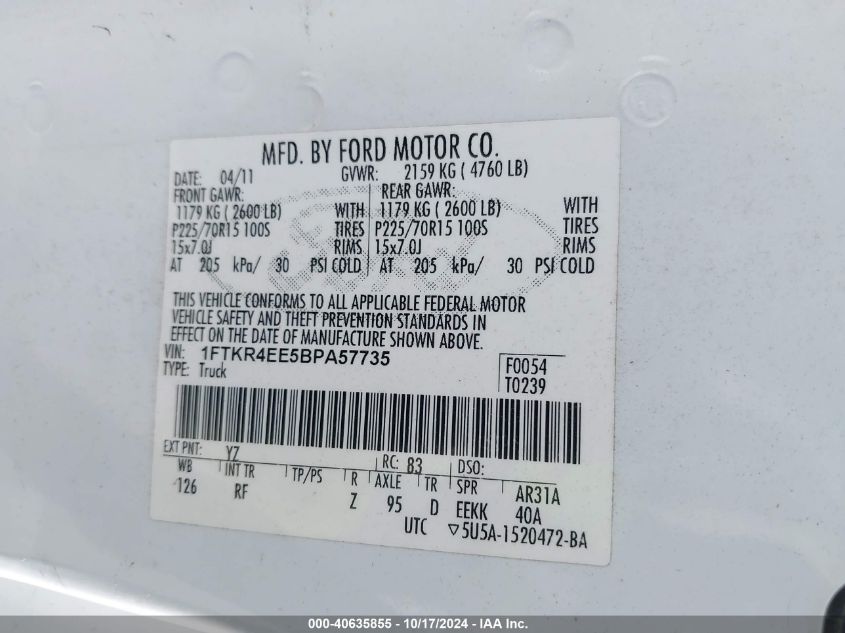 MFD. BY FORD MOTOR CO.
DATE: 04/11 GVWR: 2159 KG ( 4760 LB)
FRONT GAWR: REAR GAWR:
1179 KG ( 2600 LB) WITH 1179 KG ( 2600 LB) WITH
P225/70R15 100S TIRES P225/70R15 100S TIRES
15x7.0J RIMS 15x7.0J RIMS
AT 205 kPa/ 30 PSI COLD AT 205 kPa/ 30 PSI COLD
THIS VEHICLE CONFORMS TO ALL APPLICABLE FEDERAL MOTOR
VEHICLE SAFETY AND THEFT PREVENTION STANDARDS IN
EFFECT ON THE DATE OF MANUFACTURE SHOWN ABOVE.
VIN: 1FTKR4EE5BPA57735
TYPE: Truck
F0054
T0239
EXT PNT: YZ RC: 83 DSO:
WB INT TR TP/PS R AXLE TR SPR AR31A
126 RF Z 95 D EEKK 40A
UTC ▽5U5A-1520472-BA
000- 40635855 - 10/17/2024 - IAA Inc.